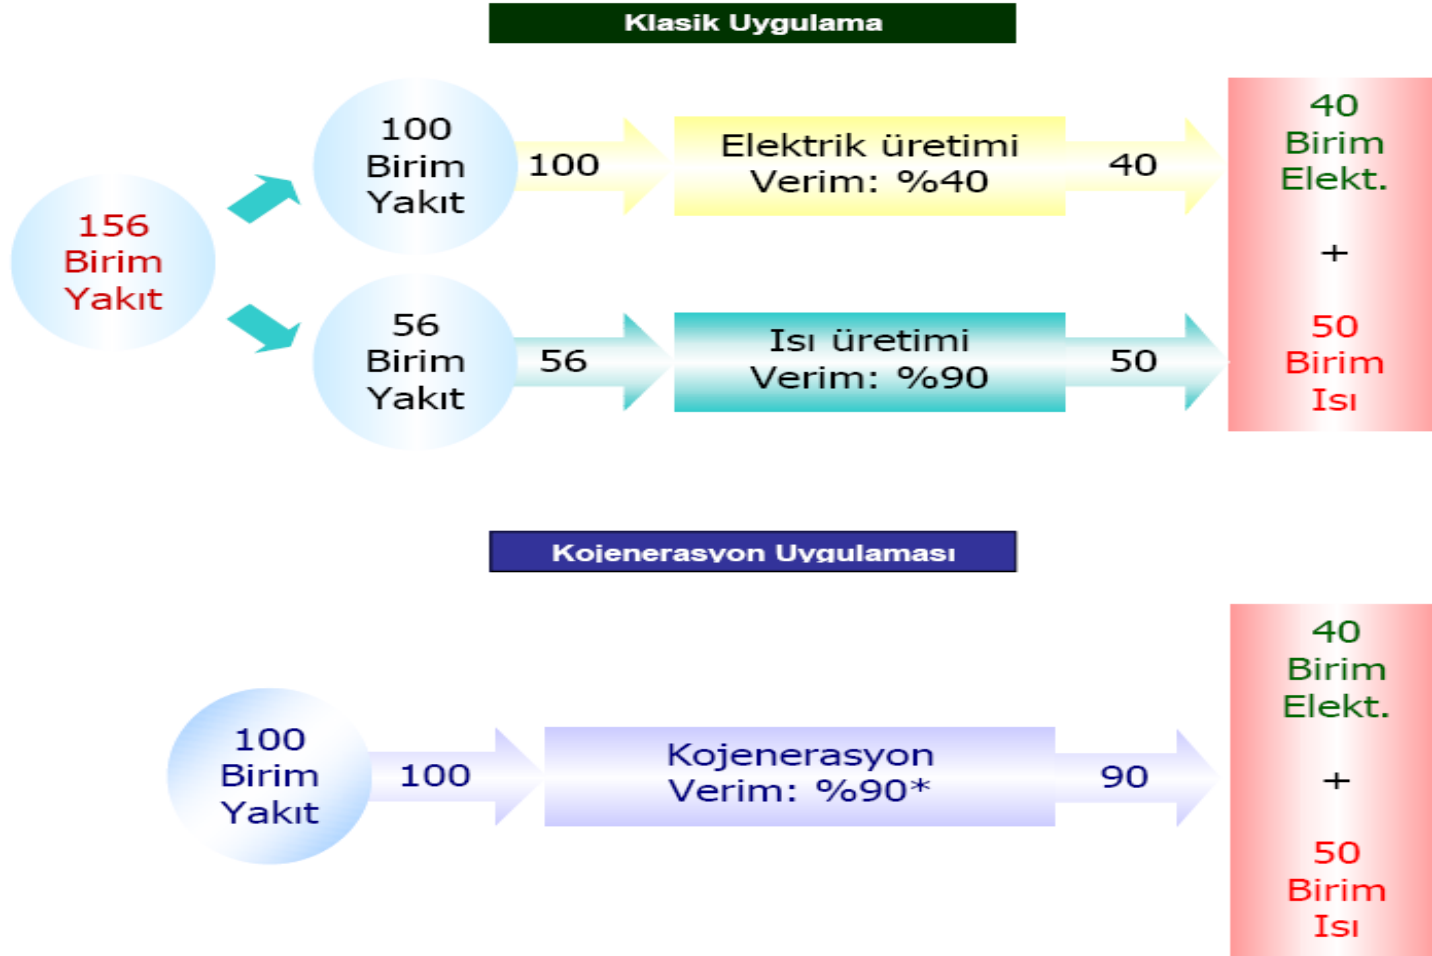 Klasik Uygulama
156
Birim
Yakıt
100
Birim
Yakıt
100
Elektrik üretimi
Verim: %40
40
56
Birim
Yakıt
56
Isı üretimi
Verim: %90
50
40
Birim
Elekt.
+
50
Birim
Isı
Kojenerasyon Uygulaması
100
Birim
Yakıt
100
Kojenerasyon
Verim: %90*
90
40
Birim
Elekt.
+
50
Birim
Isı